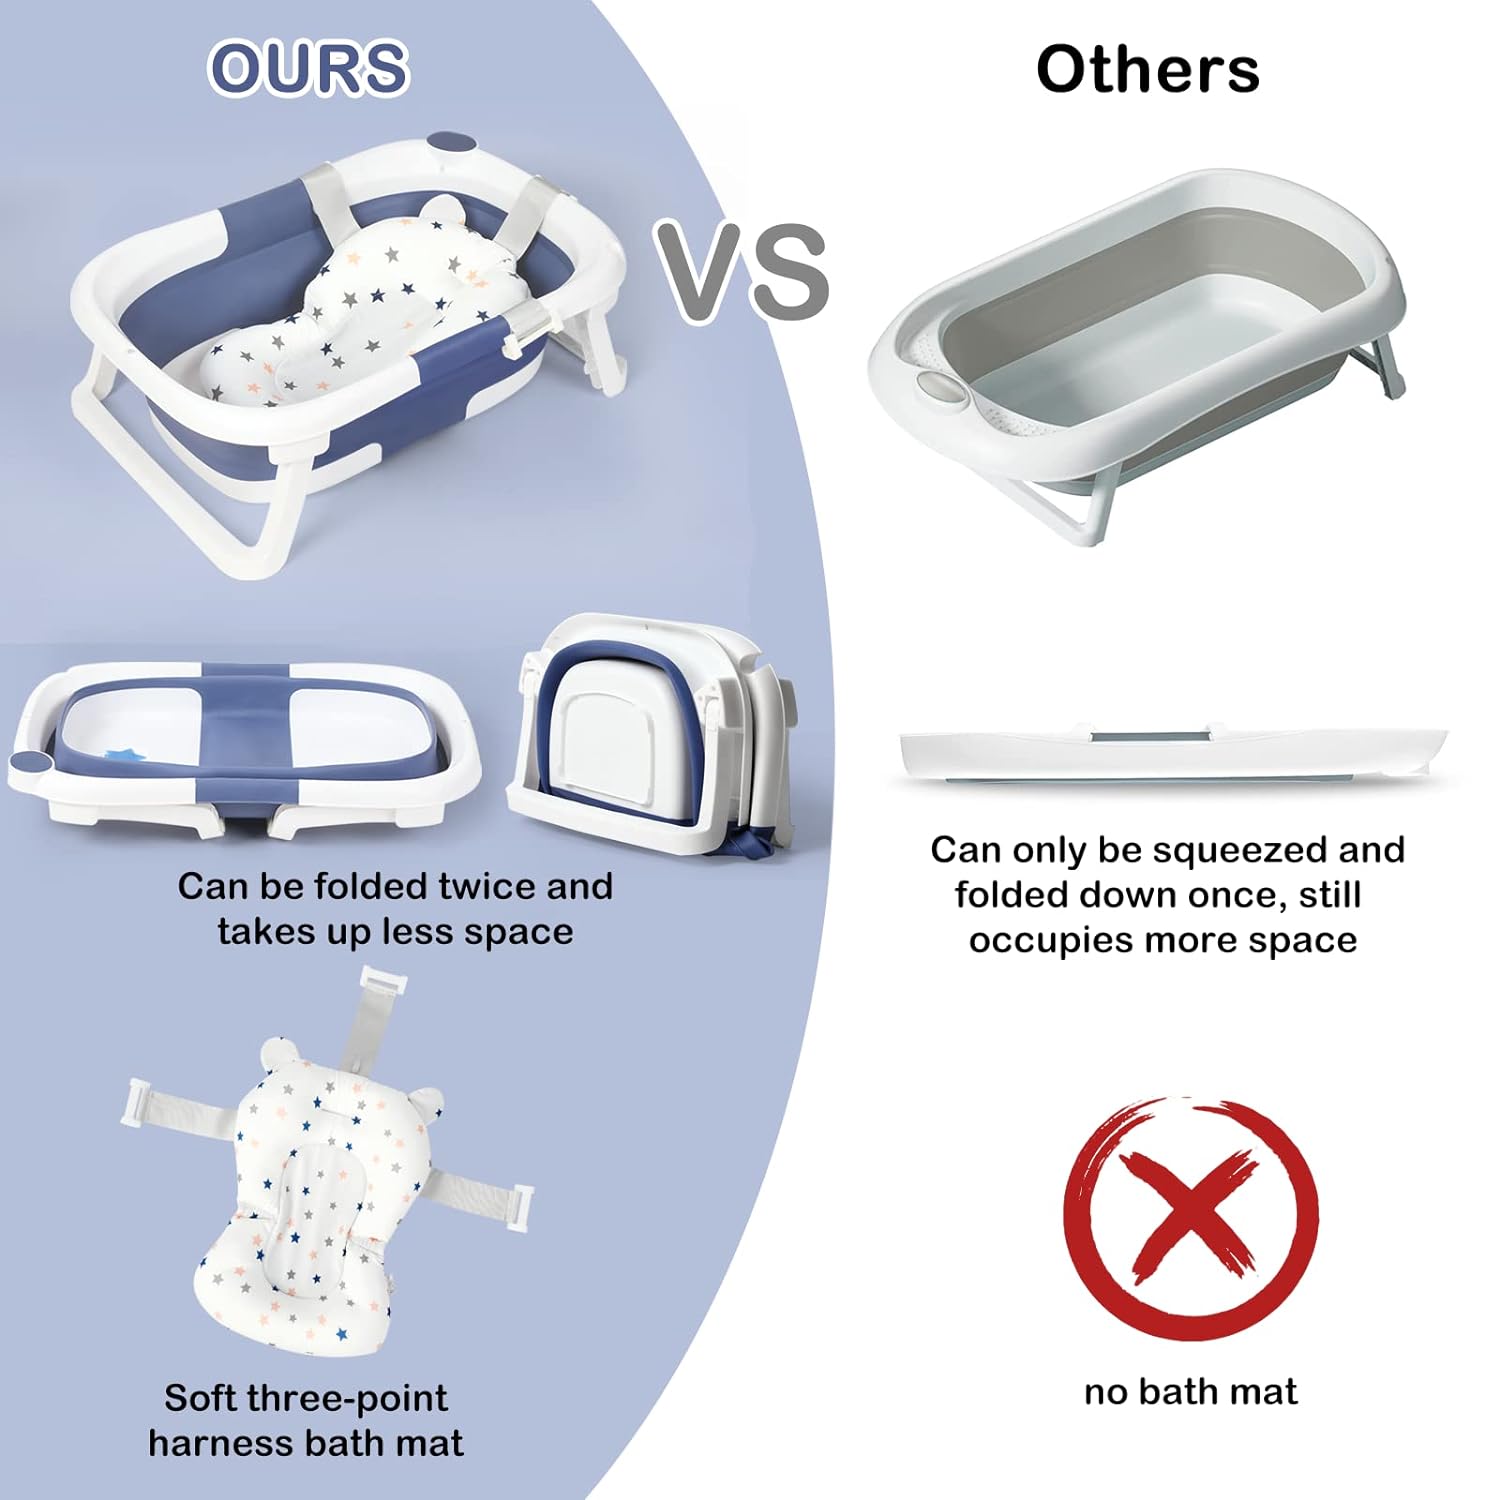 OURS
Others
VS
Can be folded twice and
takes up less space
Can only be squeezed and
folded down once, still
occupies more space
Soft three-point
harness bath mat
no bath mat